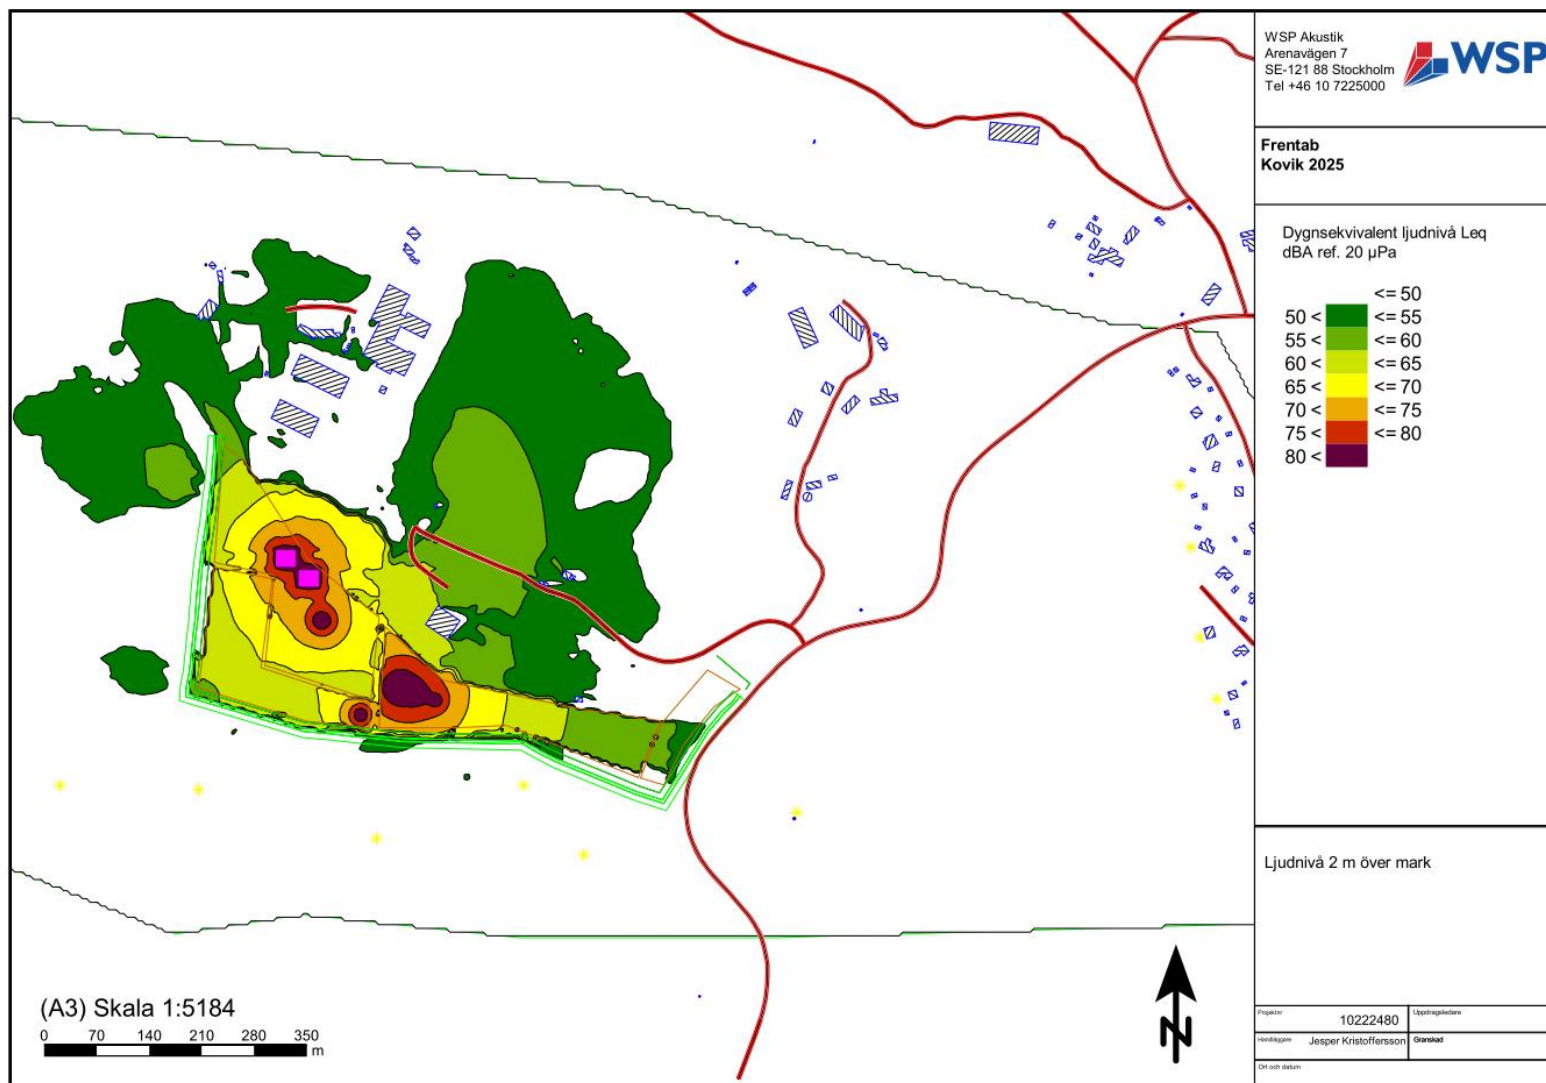 WSP Akustik
Arenavägen 7
SE-121 88 Stockholm
Tel +46 10 7225000
WSP
Frentab
Kovik 2025
Dygnsekvivalent ljudnivå Leq
dBA ref. 20 µPa
<= 50
50 < <= 55
55 < <= 60
60 < <= 65
65 < <= 70
70 < <= 75
75 < <= 80
80 <
Ljudnivå 2 m över mark
(A3) Skala 1:5184
0 70 140 210 280 350
m
N
Projektnr 10222480 Uppdragsledare
Handläggare Jesper Kristoffersson Granskad
Ort och datum